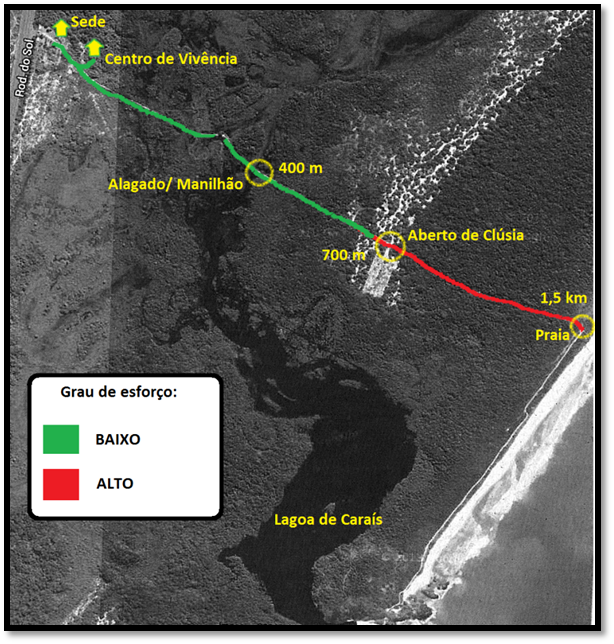 Sede
Rod. do Sol
Centro de Vivência
400 m
Alagado/ Manilhão
Aberto de Clúsia
700 m
1,5 km
Praia
Grau de esforço:
BAIXO
ALTO
Lagoa de Caraís